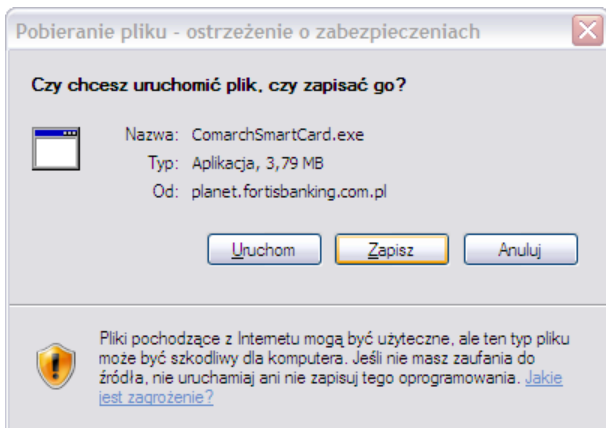 Pobieranie pliku - ostrzeżenie o zabezpieczeniach
Czy chcesz uruchomić plik, czy zapisać go?
Nazwa: ComarchSmartCard.exe
Typ: Aplikacja, 3,79 MB
Od: planet.fortisbanking.com.pl
Uruchom Zapisz Anuluj
Pliki pochodzące z Internetu mogą być użyteczne, ale ten typ pliku
może być szkodliwy dla komputera. Jeśli nie masz zaufania do
źródła, nie uruchamiaj ani nie zapisuj tego oprogramowania. Jakie
jest zagrożenie?